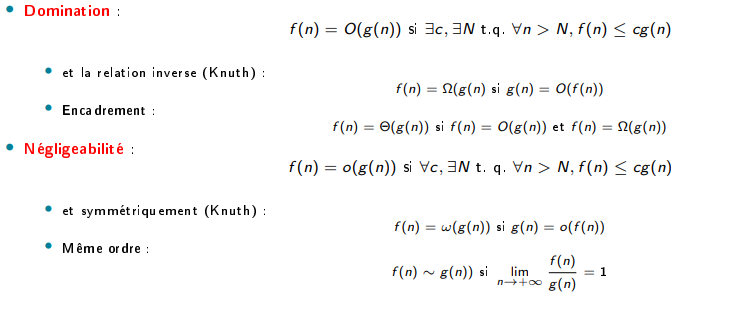 • Domination :
f(n) = O(g(n)) si ∃c, ∃N t.q. ∀n > N, f(n) ≤ cg(n)
• et la relation inverse (Knuth) :
f(n) = Ω(g(n) si g(n) = O(f(n))
• Encadrement :
f(n) = Θ(g(n)) si f(n) = O(g(n)) et f(n) = Ω(g(n))
• Négligeabilité :
f(n) = o(g(n)) si ∀c, ∃N t. q. ∀n > N, f(n) ≤ cg(n)
• et symmétriquement (Knuth) :
f(n) = ω(g(n)) si g(n) = o(f(n))
• Même ordre :
f(n) ∼ g(n)) si lim n→+∞ f(n)/g(n) = 1